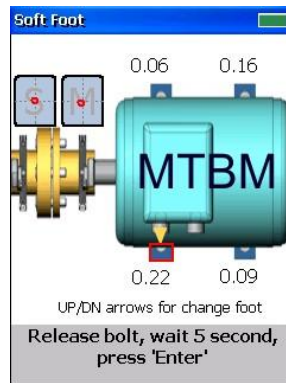 Soft Foot
0.06 0.16
S M
MTBM
0.22 0.09
UP/DN arrows for change foot
Release bolt, wait 5 second,
press 'Enter'